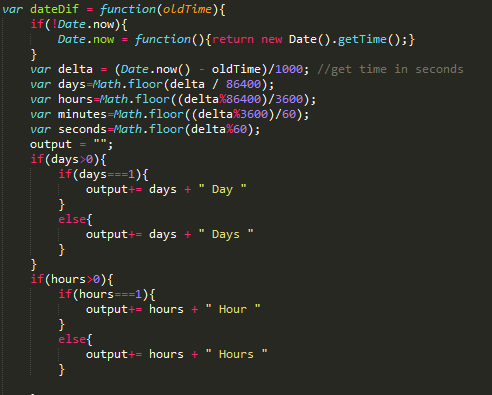 var dateDif = function(oldTime){
    if(!Date.now){
        Date.now = function(){return new Date().getTime();}
    }
    var delta = (Date.now() - oldTime)/1000; //get time in seconds
    var days=Math.floor(delta / 86400);
    var hours=Math.floor((delta%86400)/3600);
    var minutes=Math.floor((delta%3600)/60);
    var seconds=Math.floor(delta%60);
    output = "";
    if(days>0){
        if(days===1){
            output+= days + " Day "
        }
        else{
            output+= days + " Days "
        }
    }
    if(hours>0){
        if(hours===1){
            output+= hours + " Hour "
        }
        else{
            output+= hours + " Hours "
        }